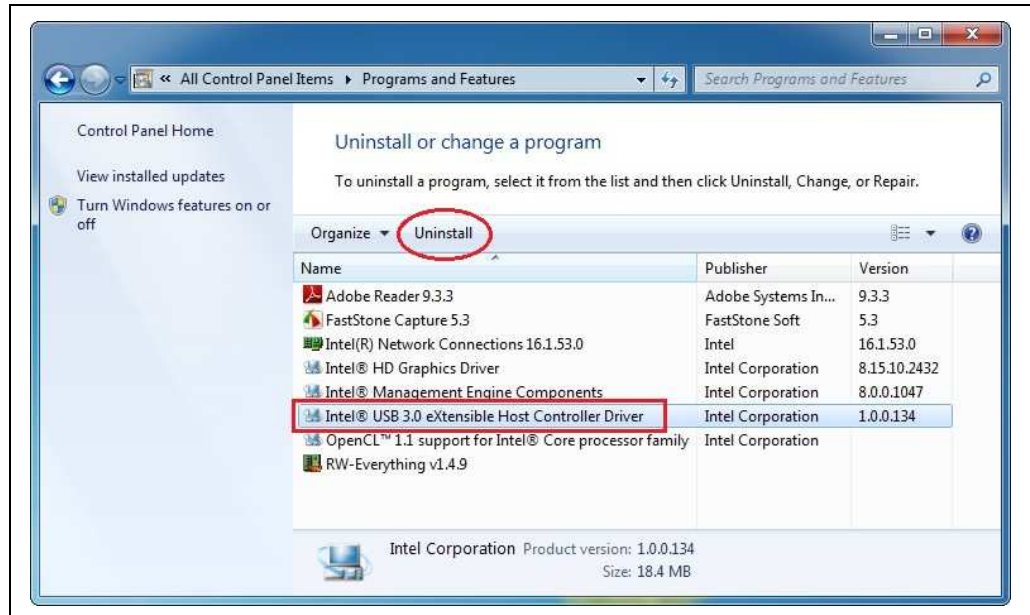 « All Control Panel Items ▸ Programs and Features
Search Programs and Features
Control Panel Home
View installed updates
Turn Windows features on or
off
Uninstall or change a program
To uninstall a program, select it from the list and then click Uninstall, Change, or Repair.
Organize Uninstall
Name Publisher Version
Adobe Reader 9.3.3 Adobe Systems In... 9.3.3
FastStone Capture 5.3 FastStone Soft 5.3
Intel(R) Network Connections 16.1.53.0 Intel 16.1.53.0
Intel® HD Graphics Driver Intel Corporation 8.15.10.2432
Intel® Management Engine Components Intel Corporation 8.0.0.1047
Intel® USB 3.0 eXtensible Host Controller Driver Intel Corporation 1.0.0.134
OpenCL™ 1.1 support for Intel® Core processor family Intel Corporation
RW-Everything v1.4.9
Intel Corporation Product version: 1.0.0.134
Size: 18.4 MB